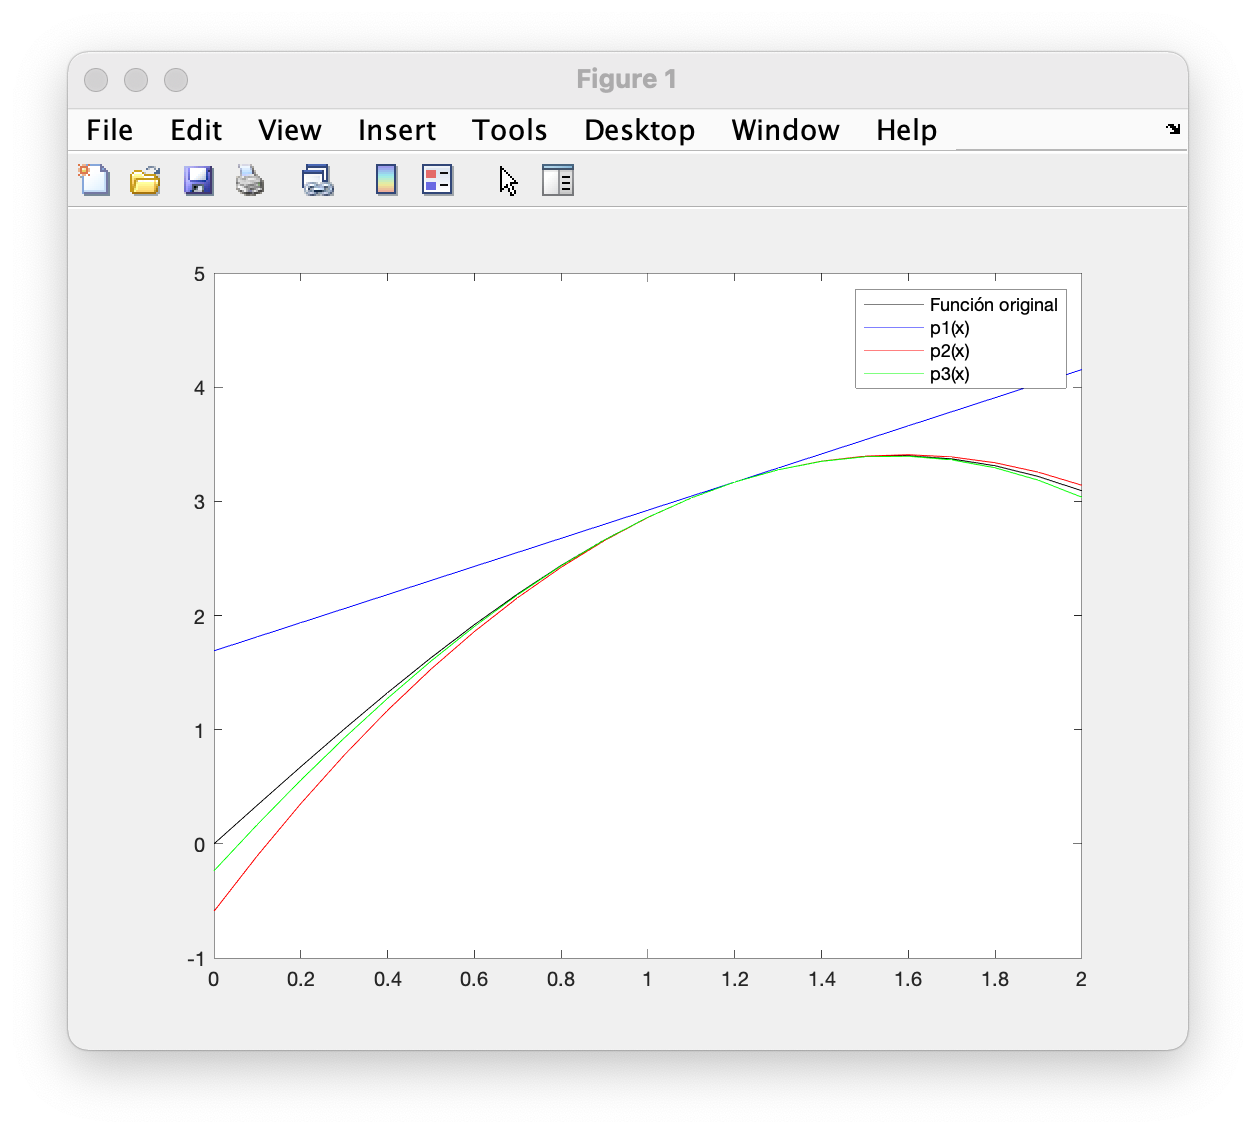 Figure 1
File Edit View Insert Tools Desktop Window Help
5
4
3
2
1
0
-1
0 0.2 0.4 0.6 0.8 1 1.2 1.4 1.6 1.8 2
Función original
p1(x)
p2(x)
p3(x)